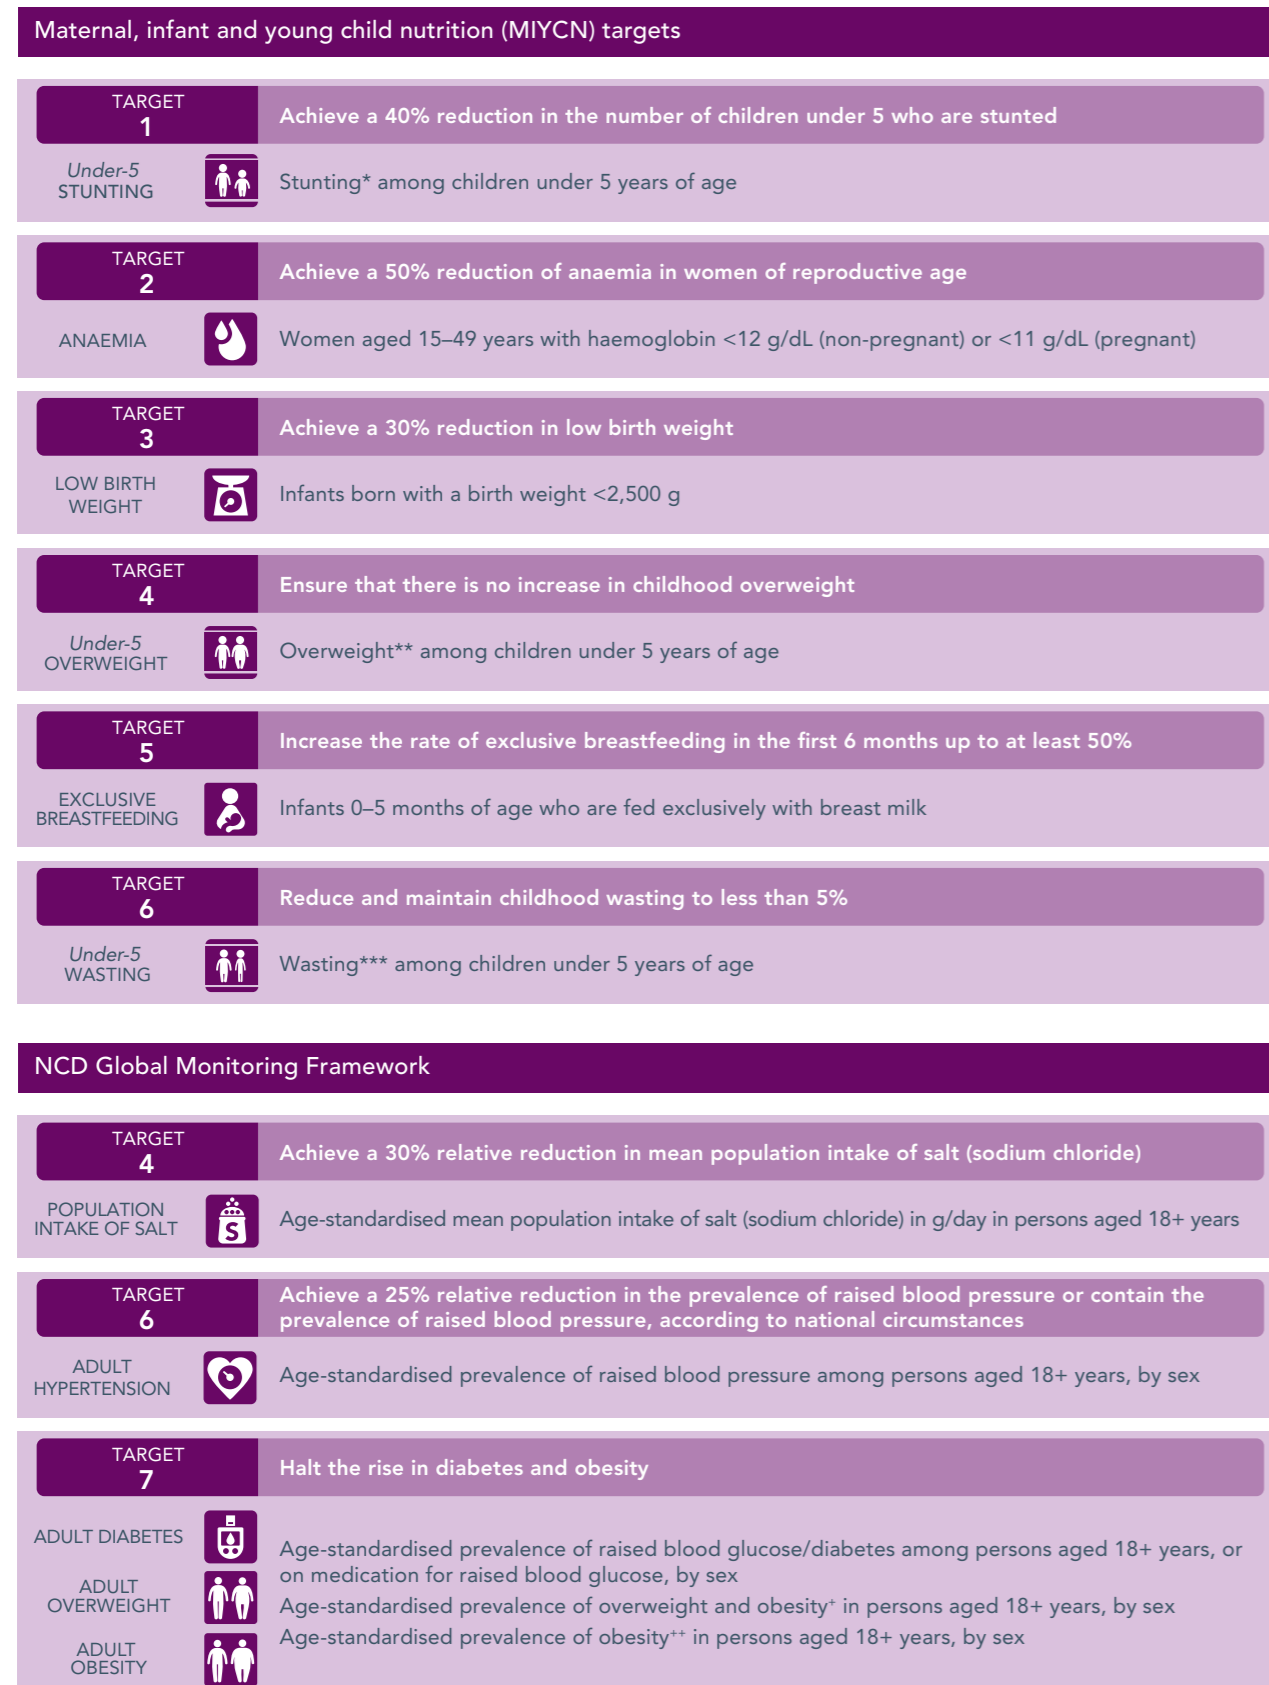 Maternal, infant and young child nutrition (MIYCN) targets
TARGET
1
Achieve a 40% reduction in the number of children under 5 who are stunted
Under-5
STUNTING
Stunting* among children under 5 years of age
TARGET
2
Achieve a 50% reduction of anaemia in women of reproductive age
ANAEMIA
Women aged 15–49 years with haemoglobin <12 g/dL (non-pregnant) or <11 g/dL (pregnant)
TARGET
3
Achieve a 30% reduction in low birth weight
LOW BIRTH
WEIGHT
Infants born with a birth weight <2,500 g
TARGET
4
Ensure that there is no increase in childhood overweight
Under-5
OVERWEIGHT
Overweight** among children under 5 years of age
TARGET
5
Increase the rate of exclusive breastfeeding in the first 6 months up to at least 50%
EXCLUSIVE
BREASTFEEDING
Infants 0–5 months of age who are fed exclusively with breast milk
TARGET
6
Reduce and maintain childhood wasting to less than 5%
Under-5
WASTING
Wasting*** among children under 5 years of age
NCD Global Monitoring Framework
TARGET
4
Achieve a 30% relative reduction in mean population intake of salt (sodium chloride)
POPULATION
INTAKE OF SALT
S
Age-standardised mean population intake of salt (sodium chloride) in g/day in persons aged 18+ years
TARGET
6
Achieve a 25% relative reduction in the prevalence of raised blood pressure or contain the
prevalence of raised blood pressure, according to national circumstances
ADULT
HYPERTENSION
Age-standardised prevalence of raised blood pressure among persons aged 18+ years, by sex
TARGET
7
Halt the rise in diabetes and obesity
ADULT DIABETES
Age-standardised prevalence of raised blood glucose/diabetes among persons aged 18+ years, or
on medication for raised blood glucose, by sex
ADULT
OVERWEIGHT
Age-standardised prevalence of overweight and obesity⁺ in persons aged 18+ years, by sex
ADULT
OBESITY
Age-standardised prevalence of obesity⁺⁺ in persons aged 18+ years, by sex